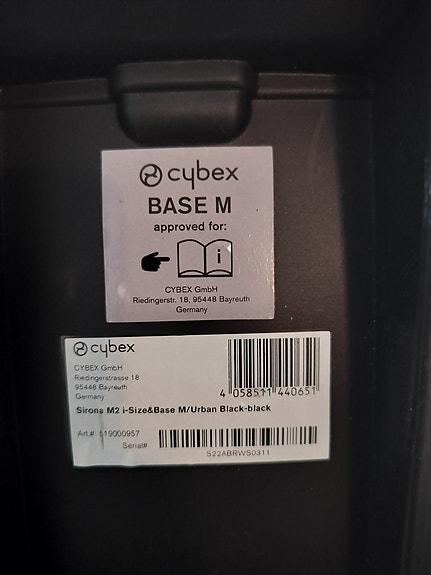 cybex
BASE M
approved for:
i
CYBEX GmbH
Riedingerstr. 18, 95448 Bayreuth
Germany
cybex
CYBEX GmbH
Riedingerstrasse 18
95448 Bayreuth
Germany
4 058511 440651
Sirona M2 i-Size&Base M/Urban Black-black
Art.# 519000957
Serial#
S22ABRWS0311